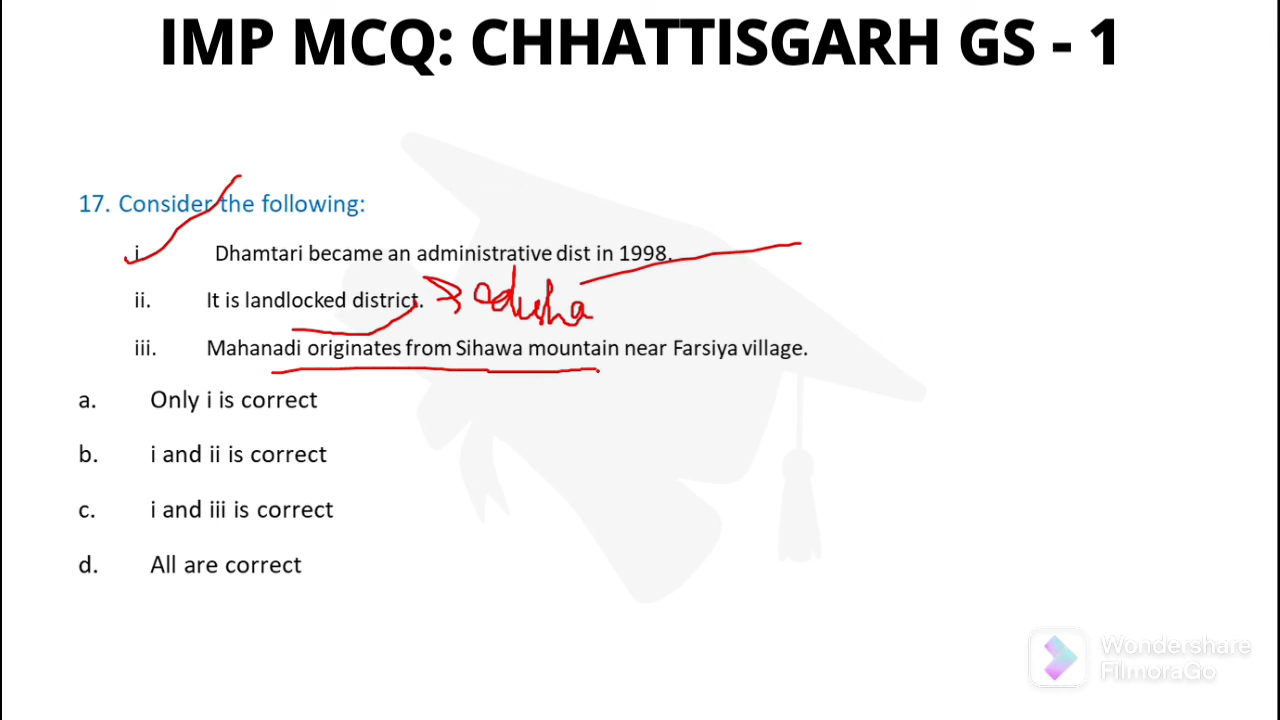 IMP MCQ: CHHATTISGARH GS - 1
17. Consider the following:
i Dhamtari became an administrative dist in 1998.
ii. It is landlocked district. → odisha
iii. Mahanadi originates from Sihawa mountain near Farsiya village.
a. Only i is correct
b. i and ii is correct
c. i and iii is correct
d. All are correct
Wondershare
FilmoraGo